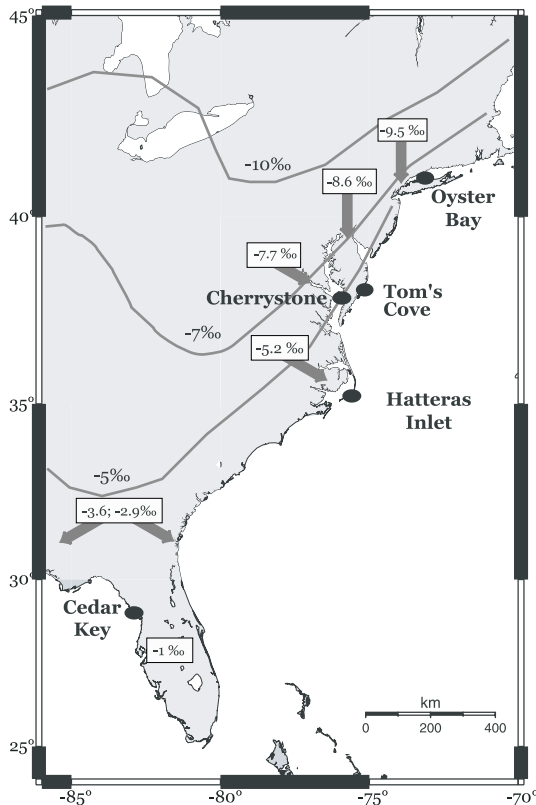 45°
-9.5 ‰
-10‰
-8.6 ‰
Oyster
Bay
40°
-7.7 ‰
Cherrystone
Tom's
Cove
-7‰
-5.2 ‰
35°
Hatteras
Inlet
-5‰
-3.6; -2.9‰
30°
Cedar
Key
-1 ‰
km
0 200 400
25°
-85° -80° -75° -70°